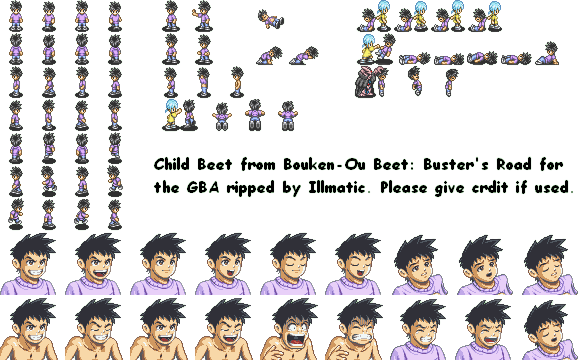 Child Beet from Bouken-Ou Beet: Buster's Road for
the GBA ripped by Illmatic. Please give crdit if used.